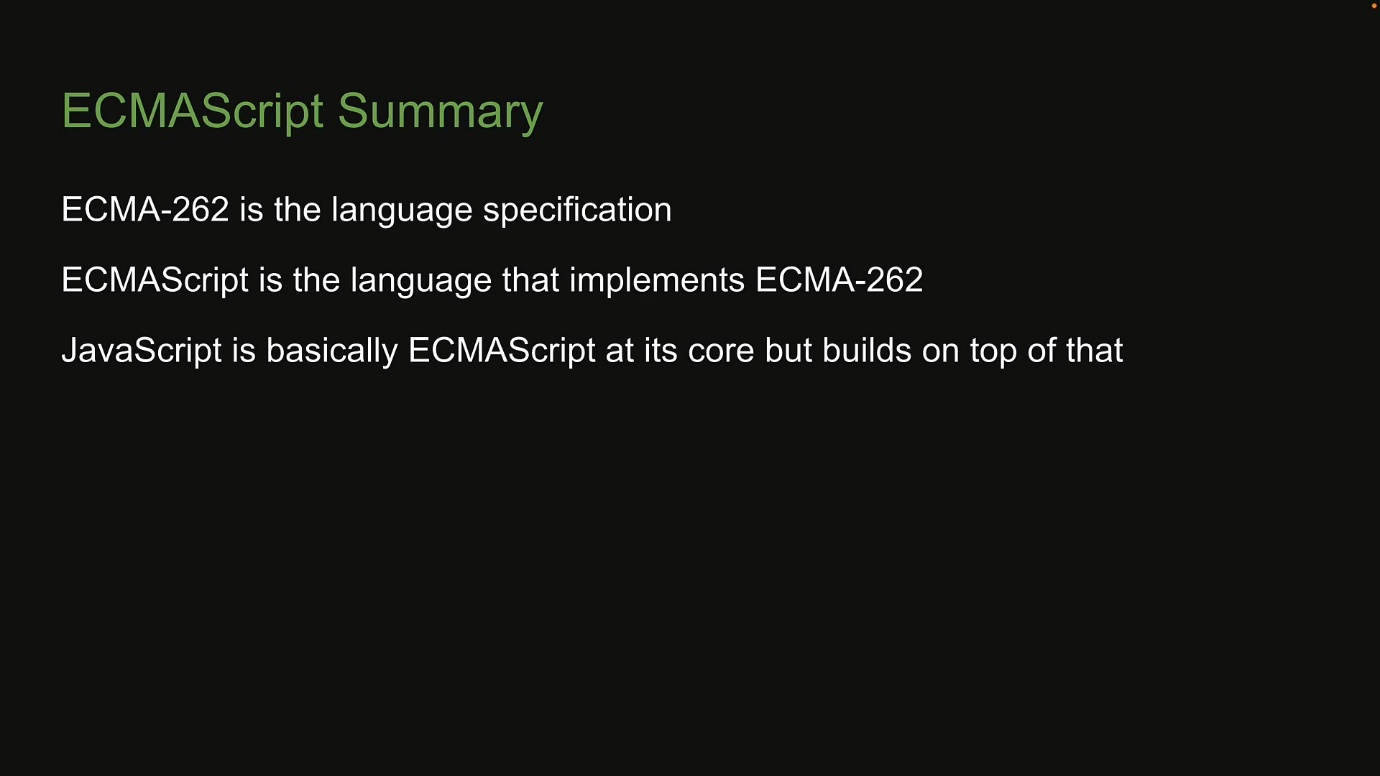 ECMAScript Summary
ECMA-262 is the language specification
ECMAScript is the language that implements ECMA-262
JavaScript is basically ECMAScript at its core but builds on top of that